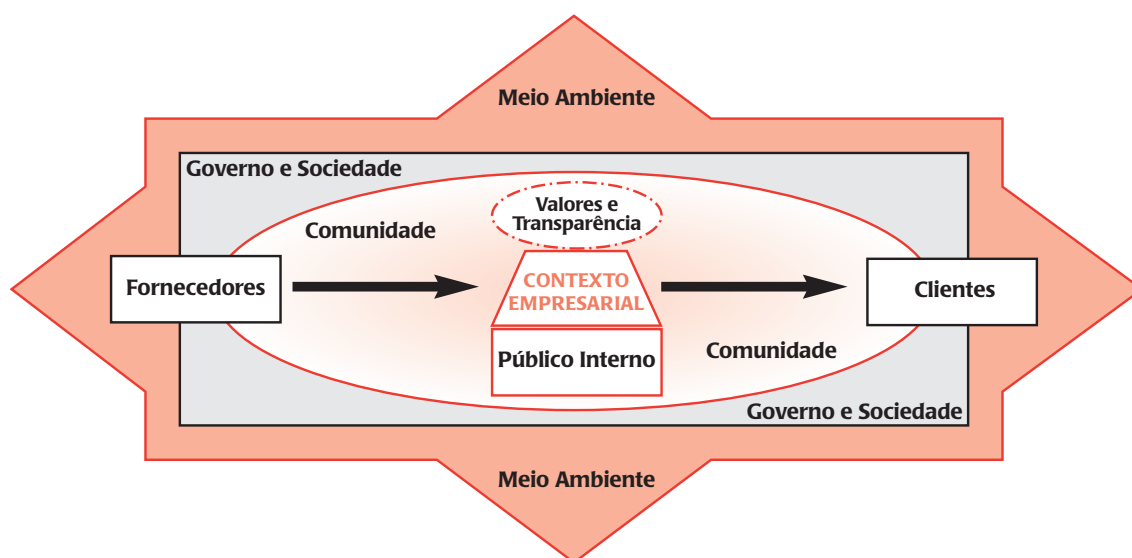 Meio Ambiente
Governo e Sociedade
Valores e
Transparência
Comunidade
Fornecedores
CONTEXTO
EMPRESARIAL
Clientes
Público Interno
Comunidade
Governo e Sociedade
Meio Ambiente